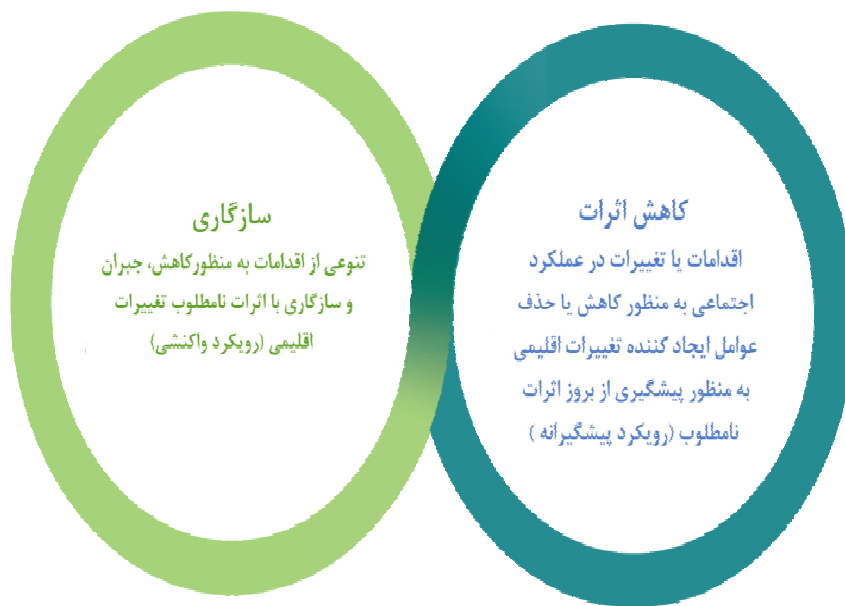 کاهش اثرات
اقدامات یا تغییرات در عملکرد
اجتماعی به منظور کاهش یا حذف
عوامل ایجاد کننده تغییرات اقلیمی
به منظور پیشگیری از بروز اثرات
نامطلوب (رویکرد پیشگیرانه )
سازگاری
تنوعی از اقدامات به منظورکاهش، جبران
و سازگاری با اثرات نامطلوب تغییرات
اقلیمی (رویکرد واکنشی)